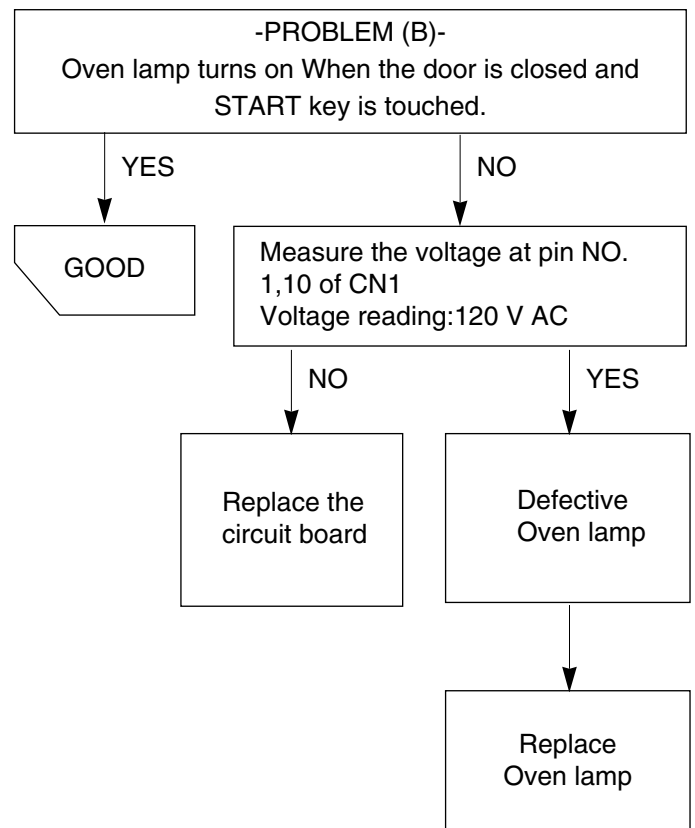 -PROBLEM (B)-
Oven lamp turns on When the door is closed and
START key is touched.
YES
NO
GOOD
Measure the voltage at pin NO.
1,10 of CN1
Voltage reading:120 V AC
NO
YES
Replace the
circuit board
Defective
Oven lamp
Replace
Oven lamp